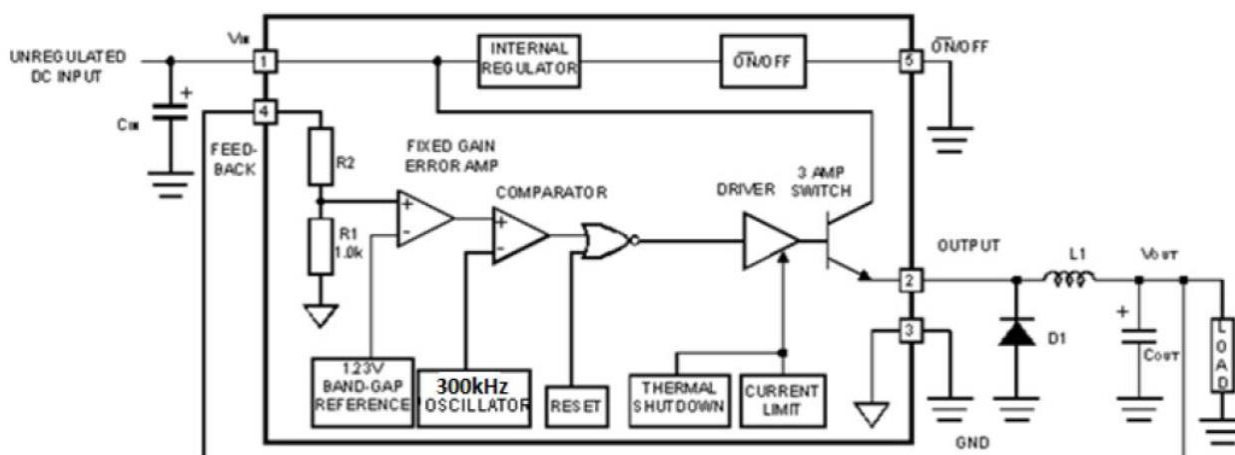 UNREGULATED
DC INPUT
VIN
1
INTERNAL
REGULATOR
ON/OFF
5
ON/OFF
+
CIN
4
FEED-
BACK
R2
FIXED GAIN
ERROR AMP
COMPARATOR
DRIVER
3 AMP
SWITCH
+
-
+
-
R1
1.0k
OUTPUT
2
L1
VOUT
3
D1
+
COUT
LOAD
1.23V
BAND-GAP
REFERENCE
300kHz
OSCILLATOR
RESET
THERMAL
SHUTDOWN
CURRENT
LIMIT
GND